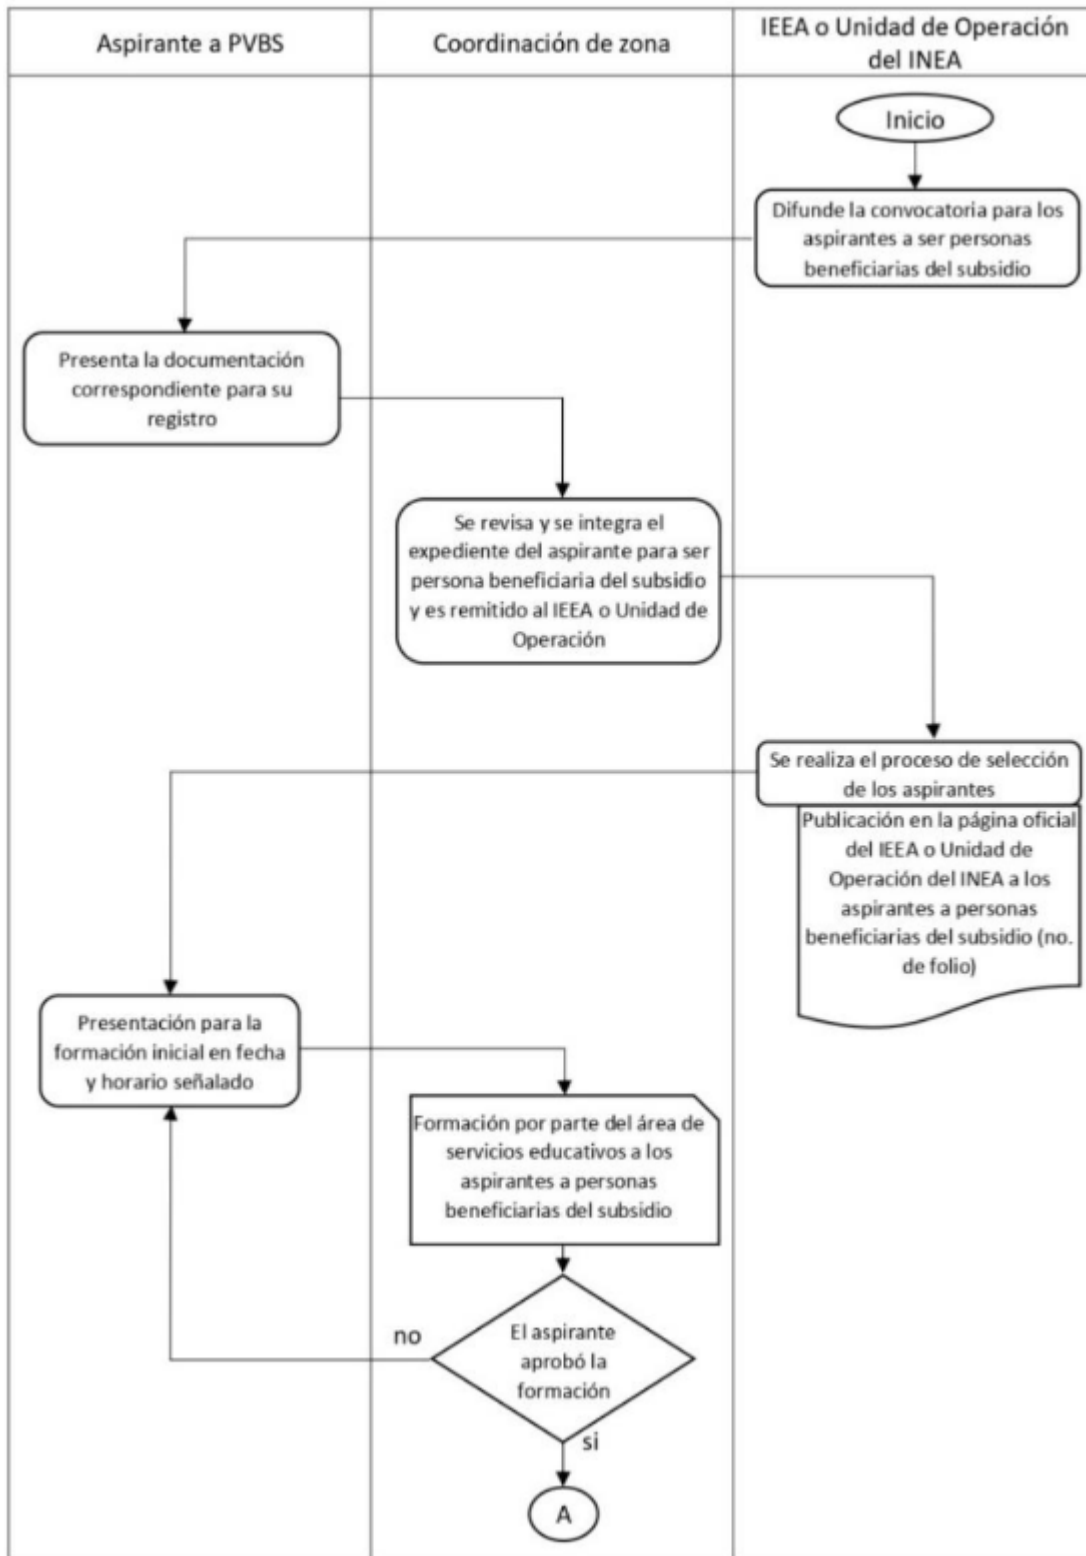 Aspirante a PVBS
Coordinación de zona
IEEA o Unidad de Operación
del INEA
Inicio
Difunde la convocatoria para los
aspirantes a ser personas
beneficiarias del subsidio
Presenta la documentación
correspondiente para su
registro
Se revisa y se integra el
expediente del aspirante para ser
persona beneficiaria del subsidio
y es remitido al IEEA o Unidad de
Operación
Se realiza el proceso de selección
de los aspirantes
Publicación en la página oficial
del IEEA o Unidad de
Operación del INEA a los
aspirantes a personas
beneficiarias del subsidio (no.
de folio)
Presentación para la
formación inicial en fecha
y horario señalado
Formación por parte del área de
servicios educativos a los
aspirantes a personas
beneficiarias del subsidio
no
El aspirante
aprobó la
formación
si
A